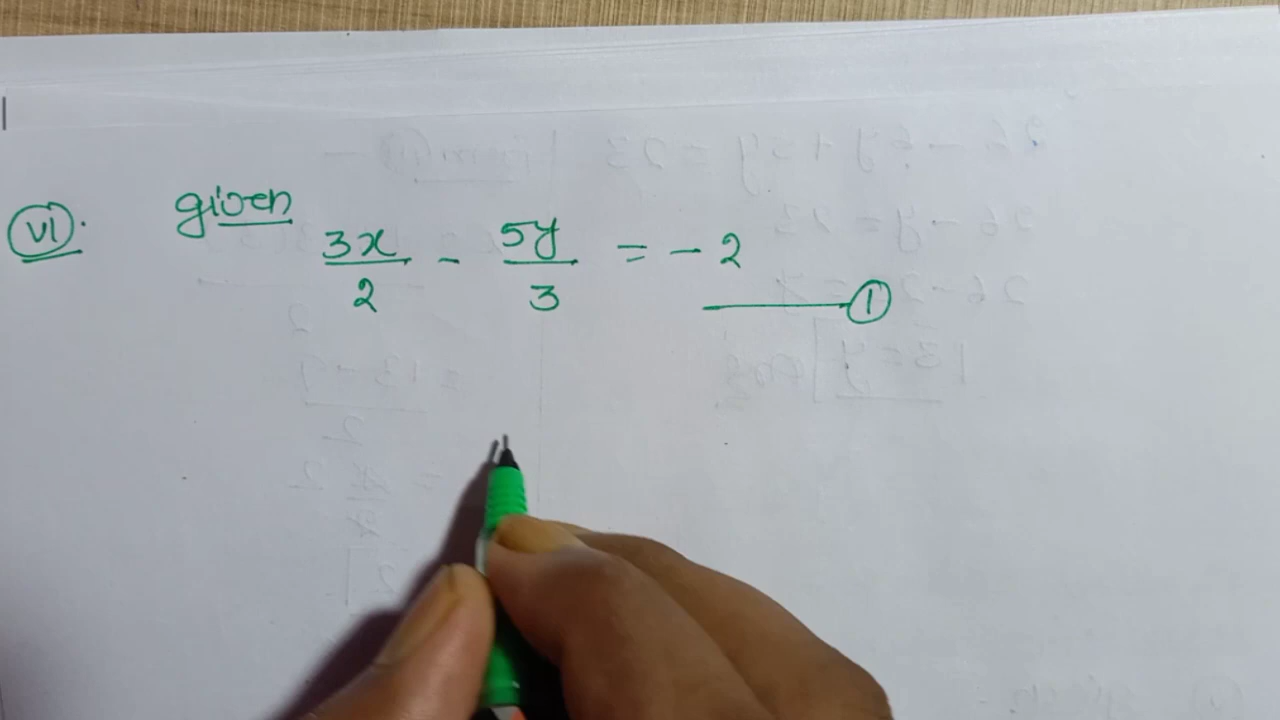 (vi). given
3x/2 - 5y/3 = - 2
①